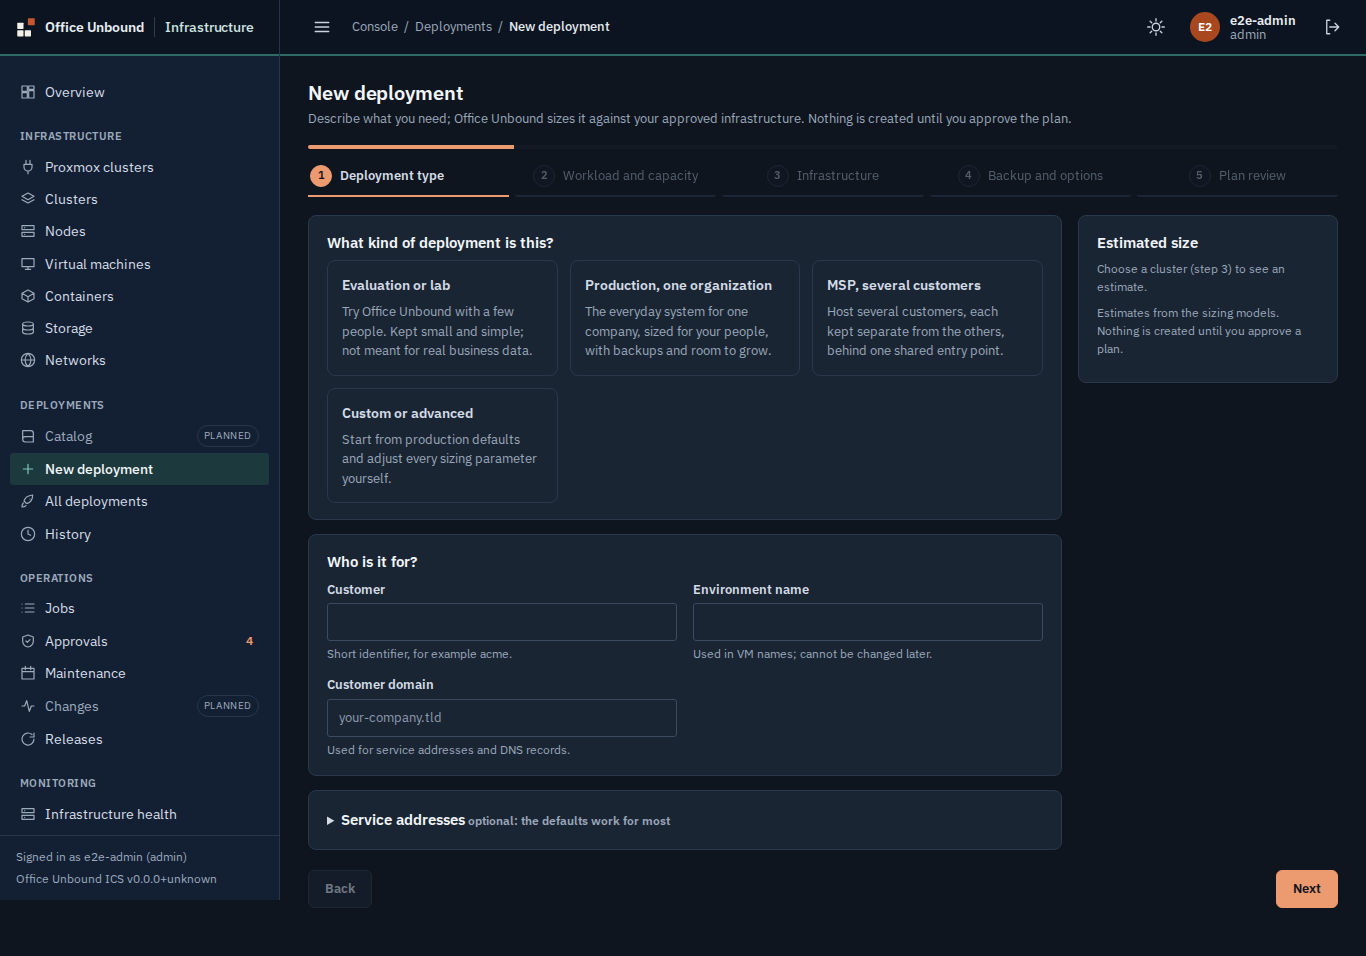 Office Unbound
Infrastructure
Console / Deployments / New deployment
E2
e2e-admin
admin
Overview
INFRASTRUCTURE
Proxmox clusters
Clusters
Nodes
Virtual machines
Containers
Storage
Networks
DEPLOYMENTS
Catalog PLANNED
New deployment
All deployments
History
OPERATIONS
Jobs
Approvals 4
Maintenance
Changes PLANNED
Releases
MONITORING
Infrastructure health
Signed in as e2e-admin (admin)
Office Unbound ICS v0.0.0+unknown
New deployment
Describe what you need; Office Unbound sizes it against your approved infrastructure. Nothing is created until you approve the plan.
1 Deployment type
2 Workload and capacity
3 Infrastructure
4 Backup and options
5 Plan review
What kind of deployment is this?
Evaluation or lab
Try Office Unbound with a few
people. Kept small and simple;
not meant for real business data.
Production, one organization
The everyday system for one
company, sized for your people,
with backups and room to grow.
MSP, several customers
Host several customers, each
kept separate from the others,
behind one shared entry point.
Custom or advanced
Start from production defaults
and adjust every sizing parameter
yourself.
Estimated size
Choose a cluster (step 3) to see an
estimate.
Estimates from the sizing models.
Nothing is created until you approve a
plan.
Who is it for?
Customer
Short identifier, for example acme.
Environment name
Used in VM names; cannot be changed later.
Customer domain
your-company.tld
Used for service addresses and DNS records.
Service addresses optional: the defaults work for most
Back
Next